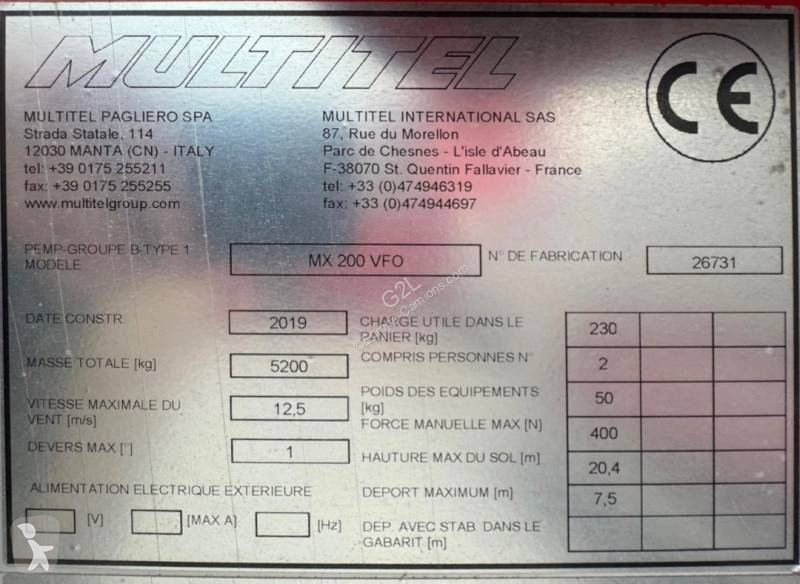 MULTITEL
CE
MULTITEL PAGLIERO SPA
Strada Statale, 114
12030 MANTA (CN) - ITALY
tel: +39 0175 255211
fax: +39 0175 255255
www.multitelgroup.com
MULTITEL INTERNATIONAL SAS
87, Rue du Morellon
Parc de Chesnes - L'isle d'Abeau
F-38070 St. Quentin Fallavier - France
tel: +33 (0)474946319
fax: +33 (0)474944697
PEMP-GROUPE B-TYPE 1
MODELE
MX 200 VFO
N° DE FABRICATION
26731
DATE CONSTR. 2019
MASSE TOTALE [kg] 5200
VITESSE MAXIMALE DU
VENT [m/s] 12,5
DEVERS MAX [°] 1
ALIMENTATION ELECTRIQUE EXTERIEURE
[V] [MAX A] [Hz]
CHARGE UTILE DANS LE
PANIER [kg] 230
COMPRIS PERSONNES N° 2
POIDS DES EQUIPEMENTS
[kg] 50
FORCE MANUELLE MAX [N] 400
HAUTURE MAX DU SOL [m] 20,4
DEPORT MAXIMUM [m] 7,5
DEP. AVEC STAB. DANS LE
GABARIT [m]
G2L